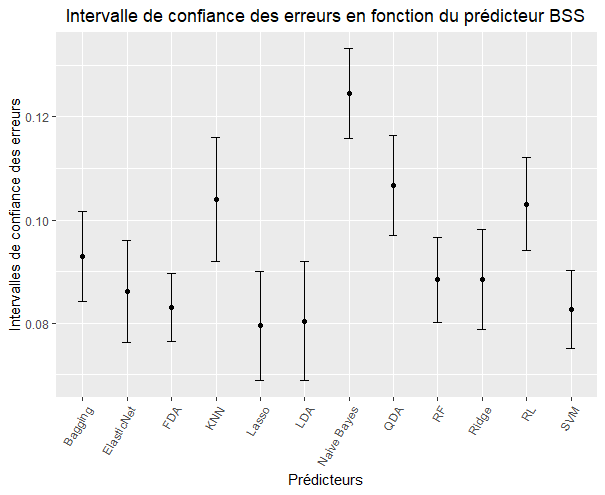 Intervalle de confiance des erreurs en fonction du prédicteur BSS
Intervalles de confiance des erreurs
0.12
0.10
0.08
Bagging
ElasticNet
FDA
KNN
Lasso
LDA
Naive Bayes
QDA
RF
Ridge
RL
SVM
Prédicteurs